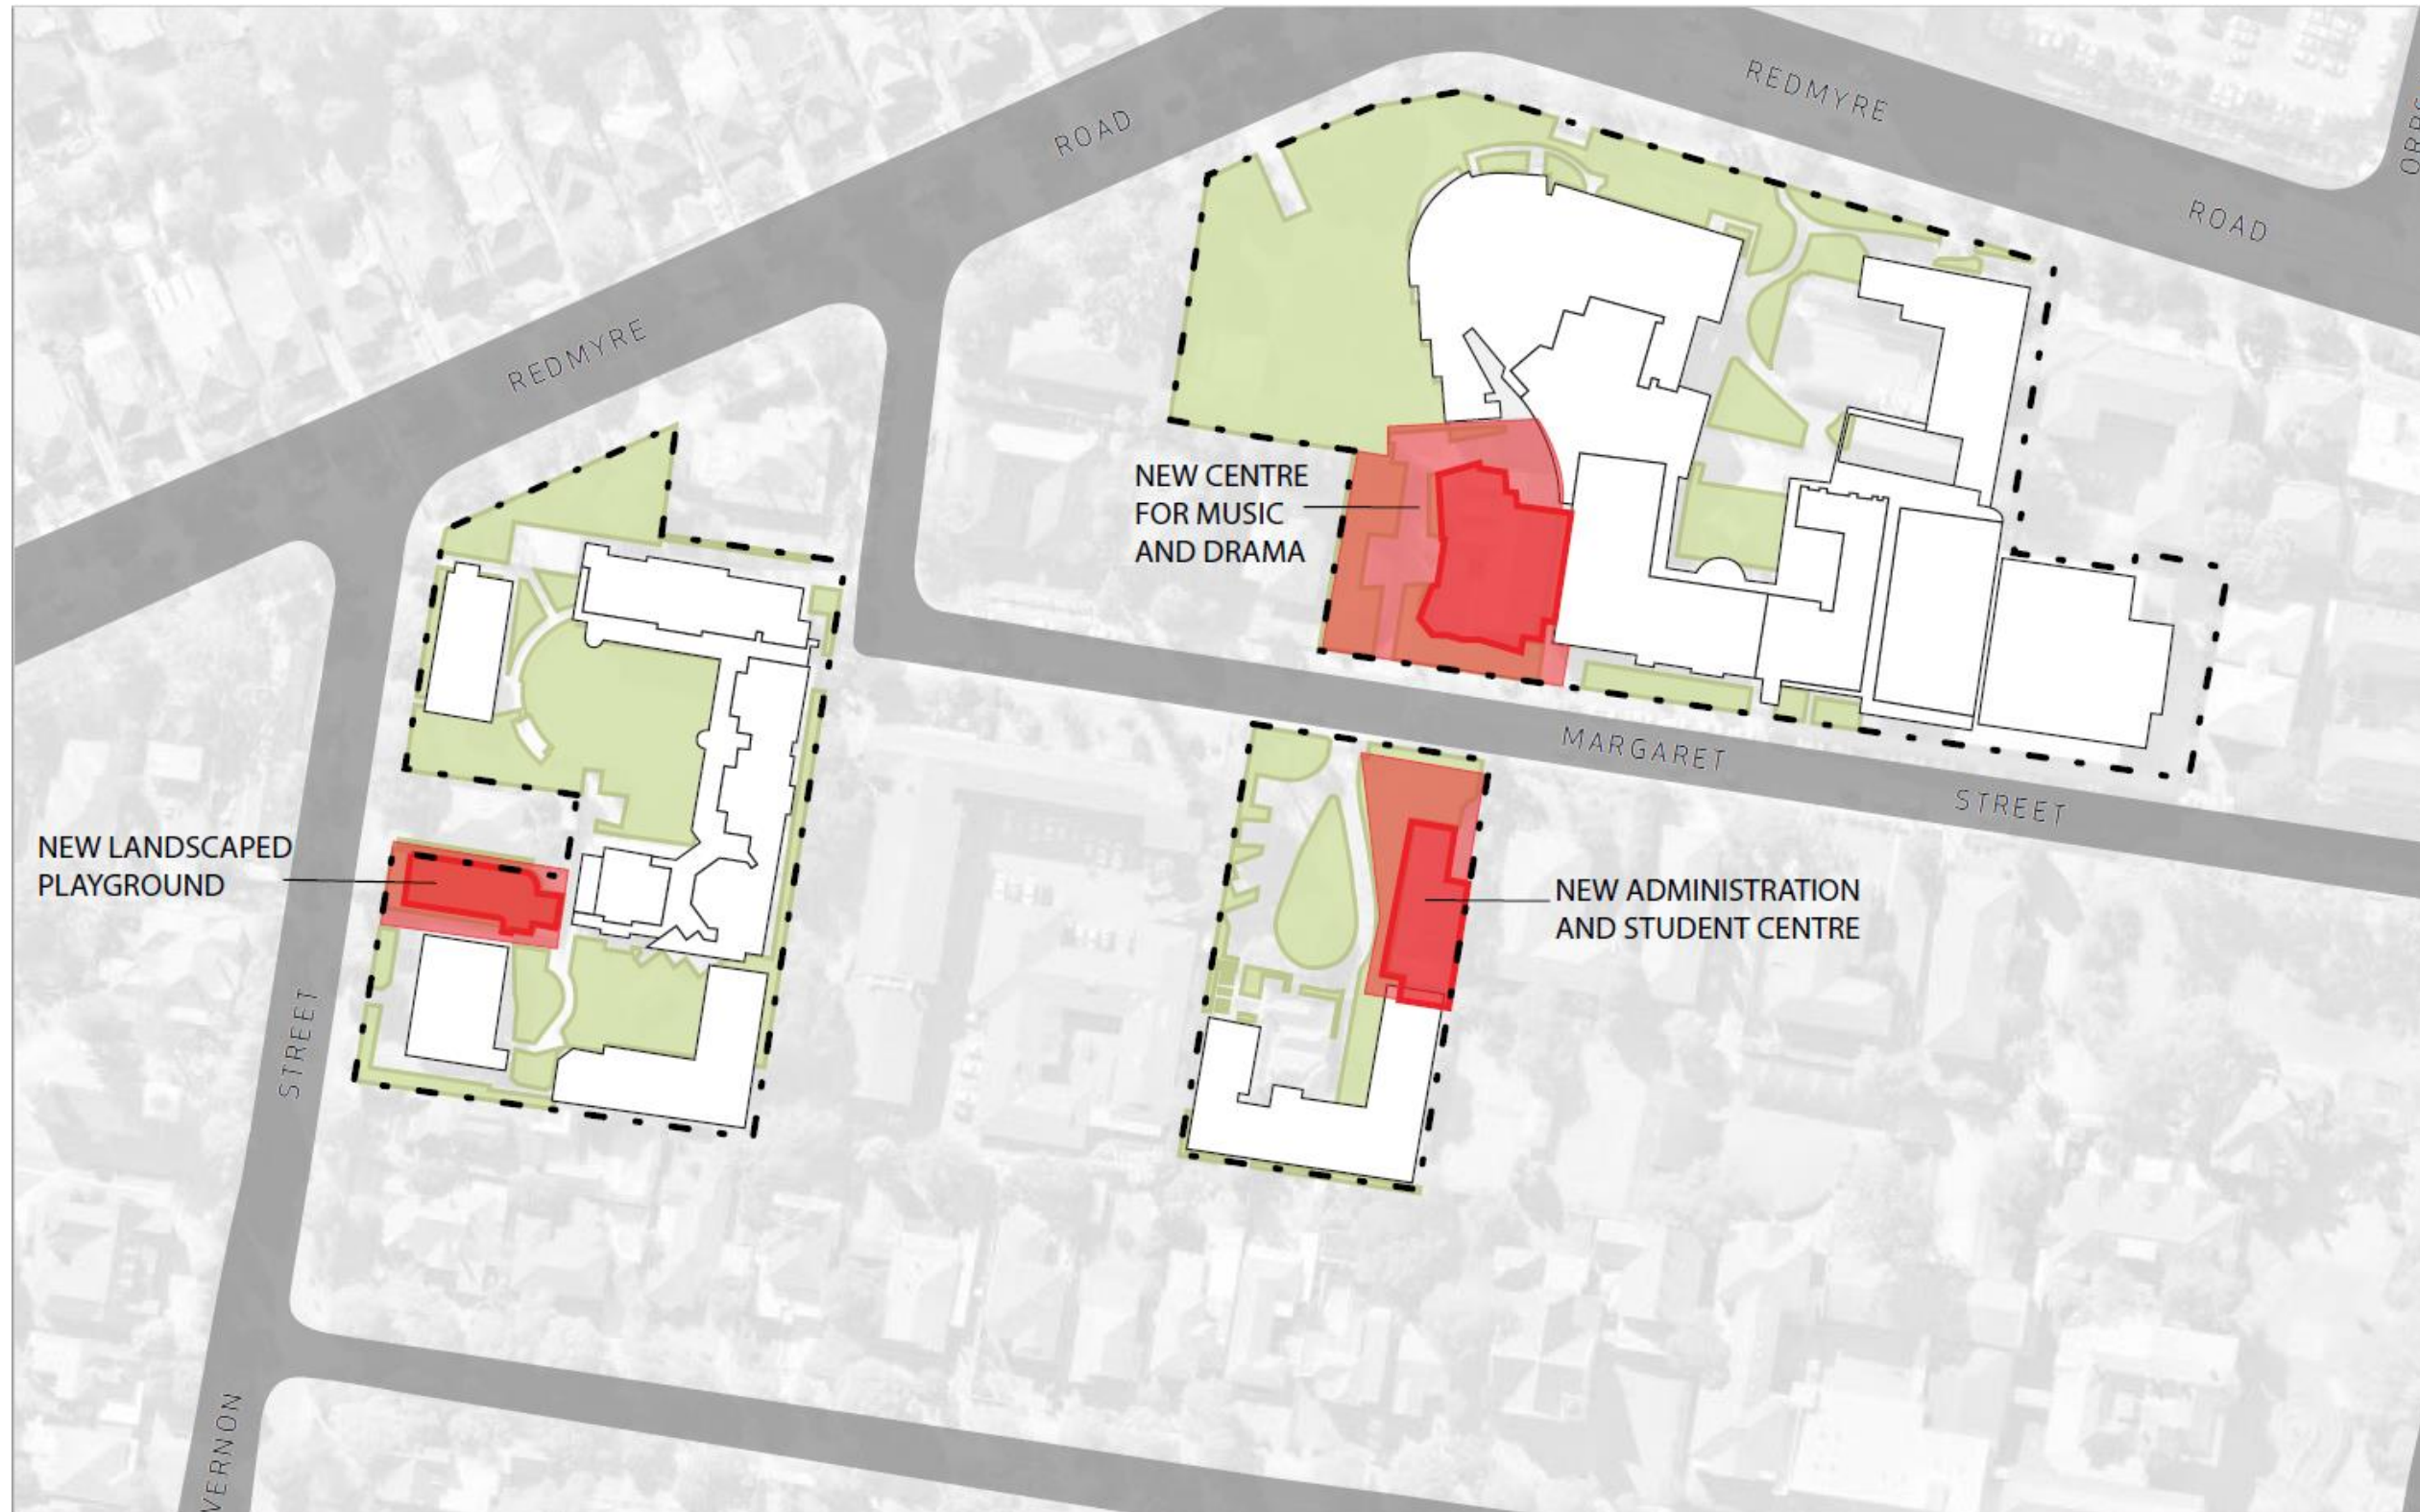 REDMYRE
ROAD
REDMYRE
ROAD
NEW CENTRE
FOR MUSIC
AND DRAMA
MARGARET
STREET
NEW LANDSCAPED
PLAYGROUND
NEW ADMINISTRATION
AND STUDENT CENTRE
STREET
VERNON